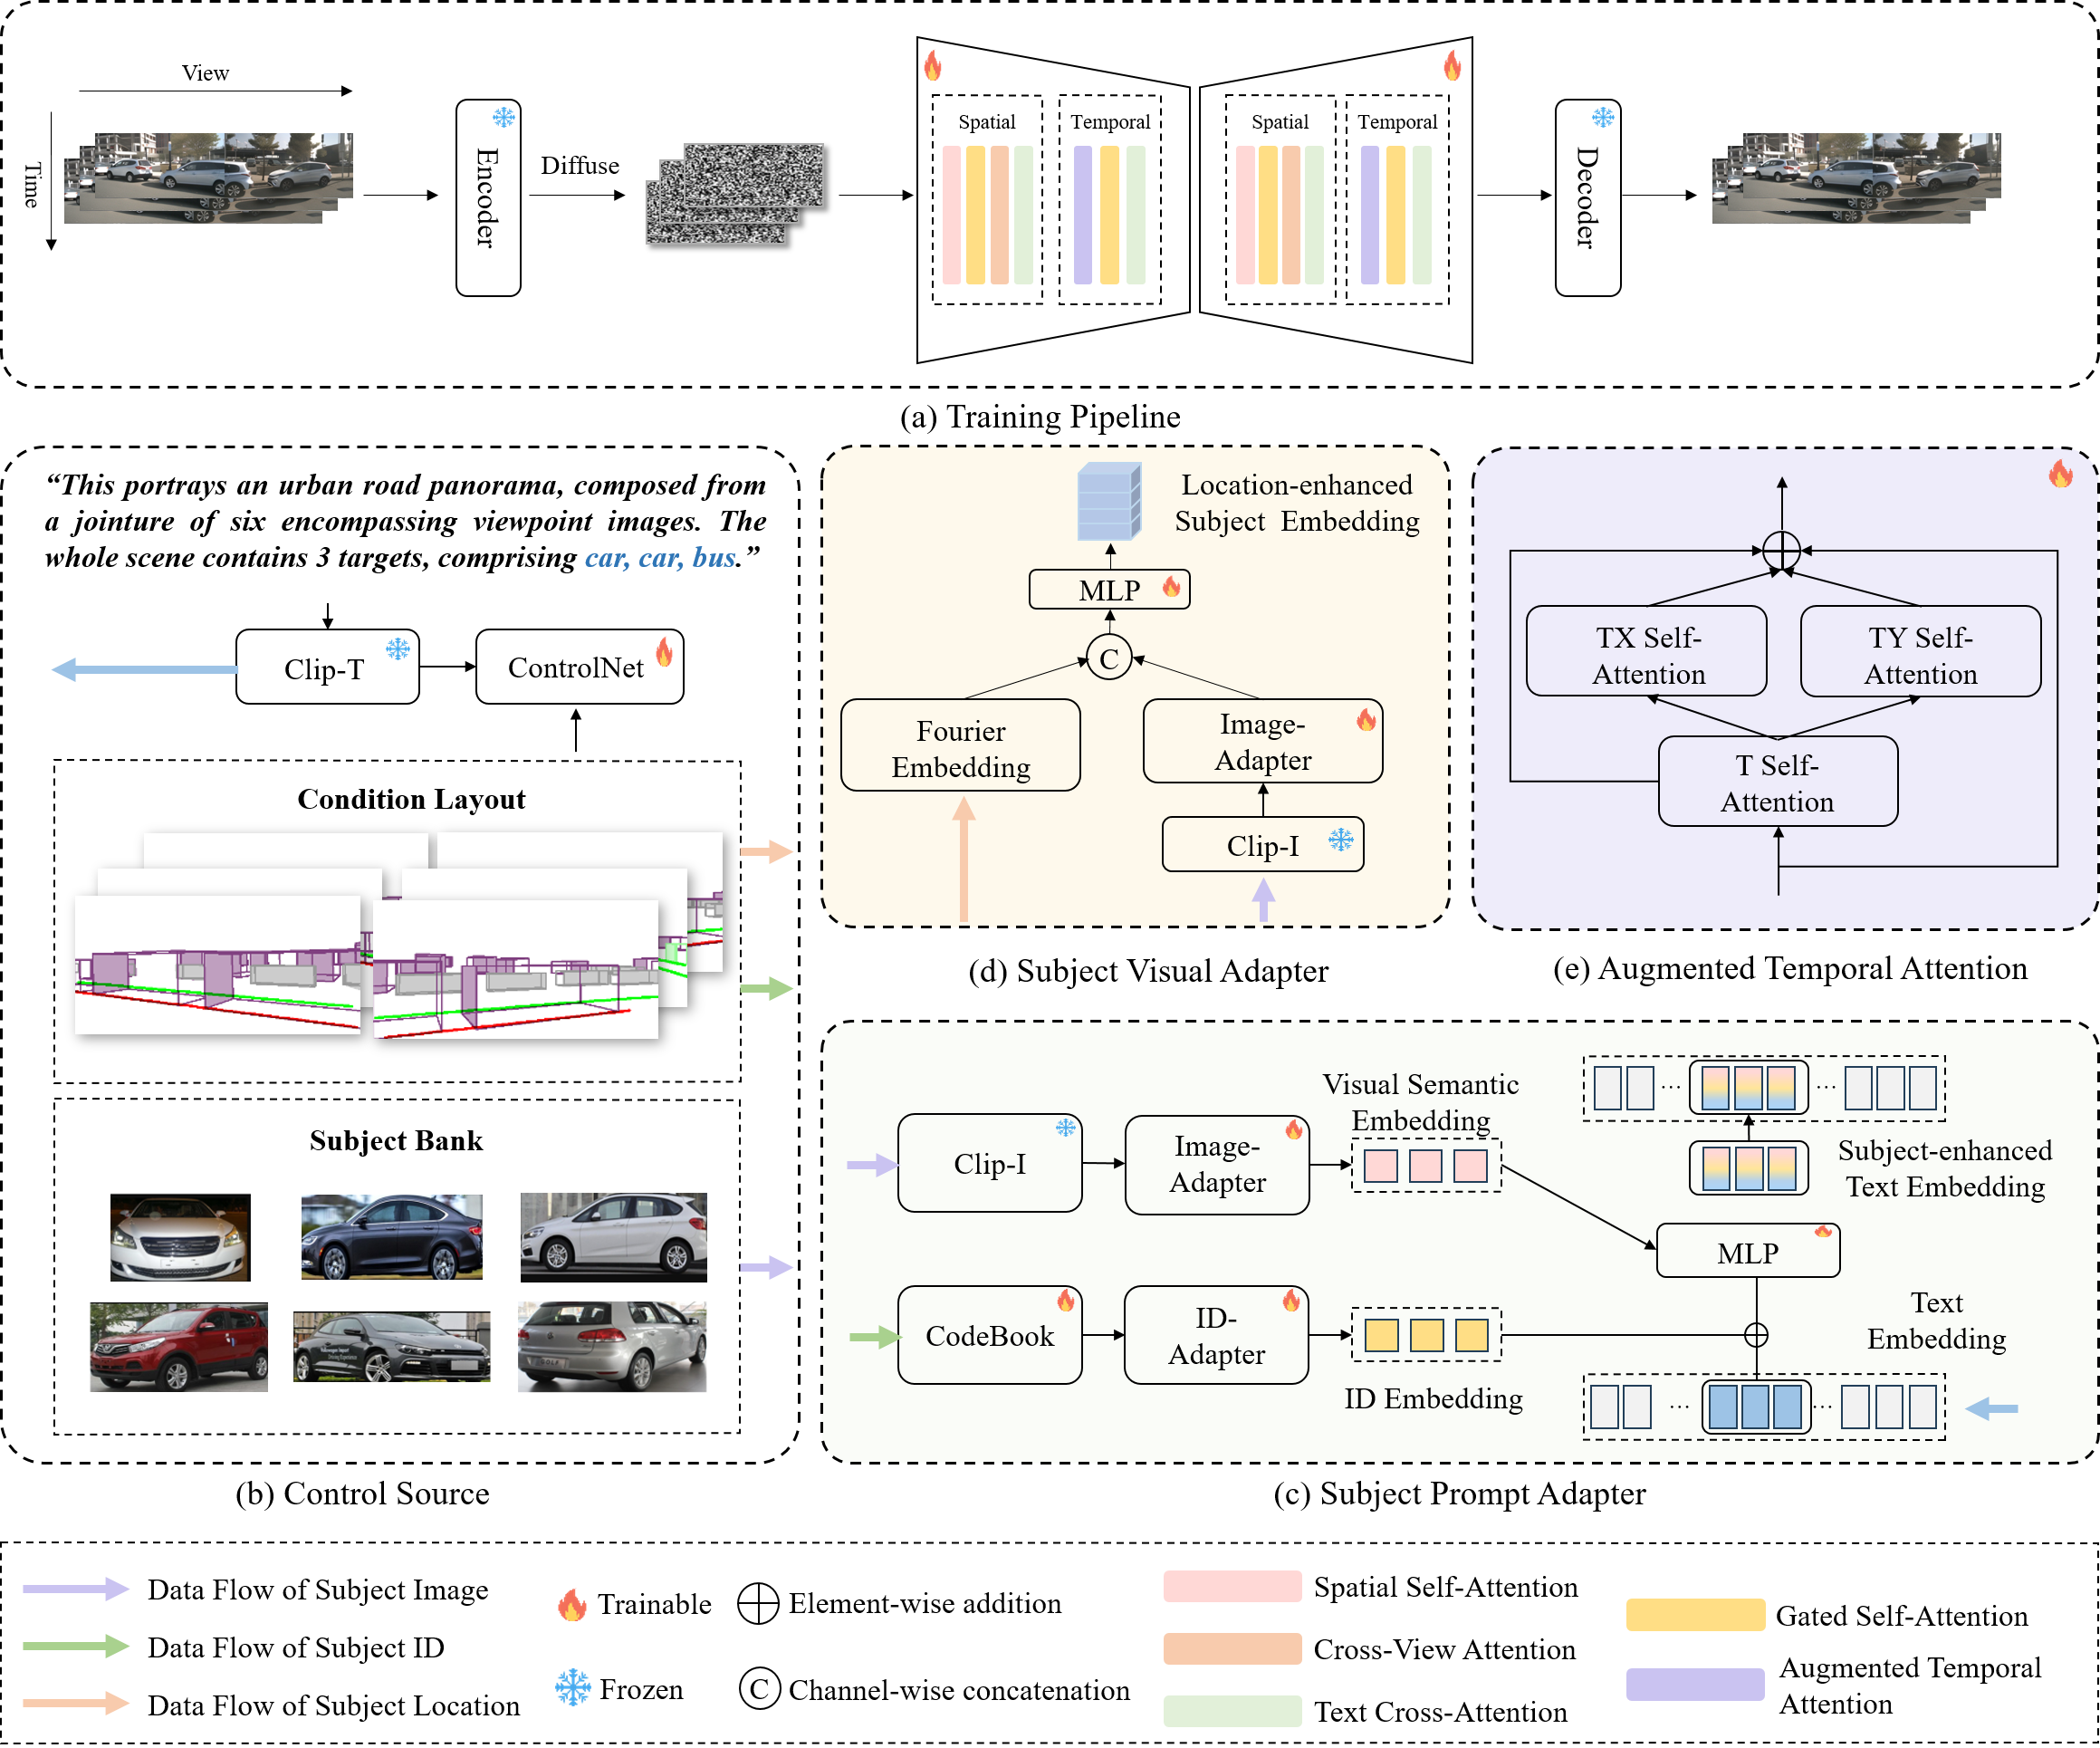 View
Time
Encoder
Diffuse
Spatial
Temporal
Spatial
Temporal
Decoder
(a) Training Pipeline
“This portrays an urban road panorama, composed from
a jointure of six encompassing viewpoint images. The
whole scene contains 3 targets, comprising car, car, bus.”
Clip-T
ControlNet
Condition Layout
Subject Bank
(b) Control Source
Location-enhanced
Subject Embedding
MLP
C
Fourier
Embedding
Image-
Adapter
Clip-I
(d) Subject Visual Adapter
TX Self-
Attention
TY Self-
Attention
T Self-
Attention
(e) Augmented Temporal Attention
Clip-I
Image-
Adapter
Visual Semantic
Embedding
...
...
Subject-enhanced
Text Embedding
MLP
CodeBook
ID-
Adapter
ID Embedding
Text
Embedding
...
...
(c) Subject Prompt Adapter
Data Flow of Subject Image
Data Flow of Subject ID
Data Flow of Subject Location
Trainable
Frozen
Element-wise addition
C
Channel-wise concatenation
Spatial Self-Attention
Cross-View Attention
Text Cross-Attention
Gated Self-Attention
Augmented Temporal
Attention